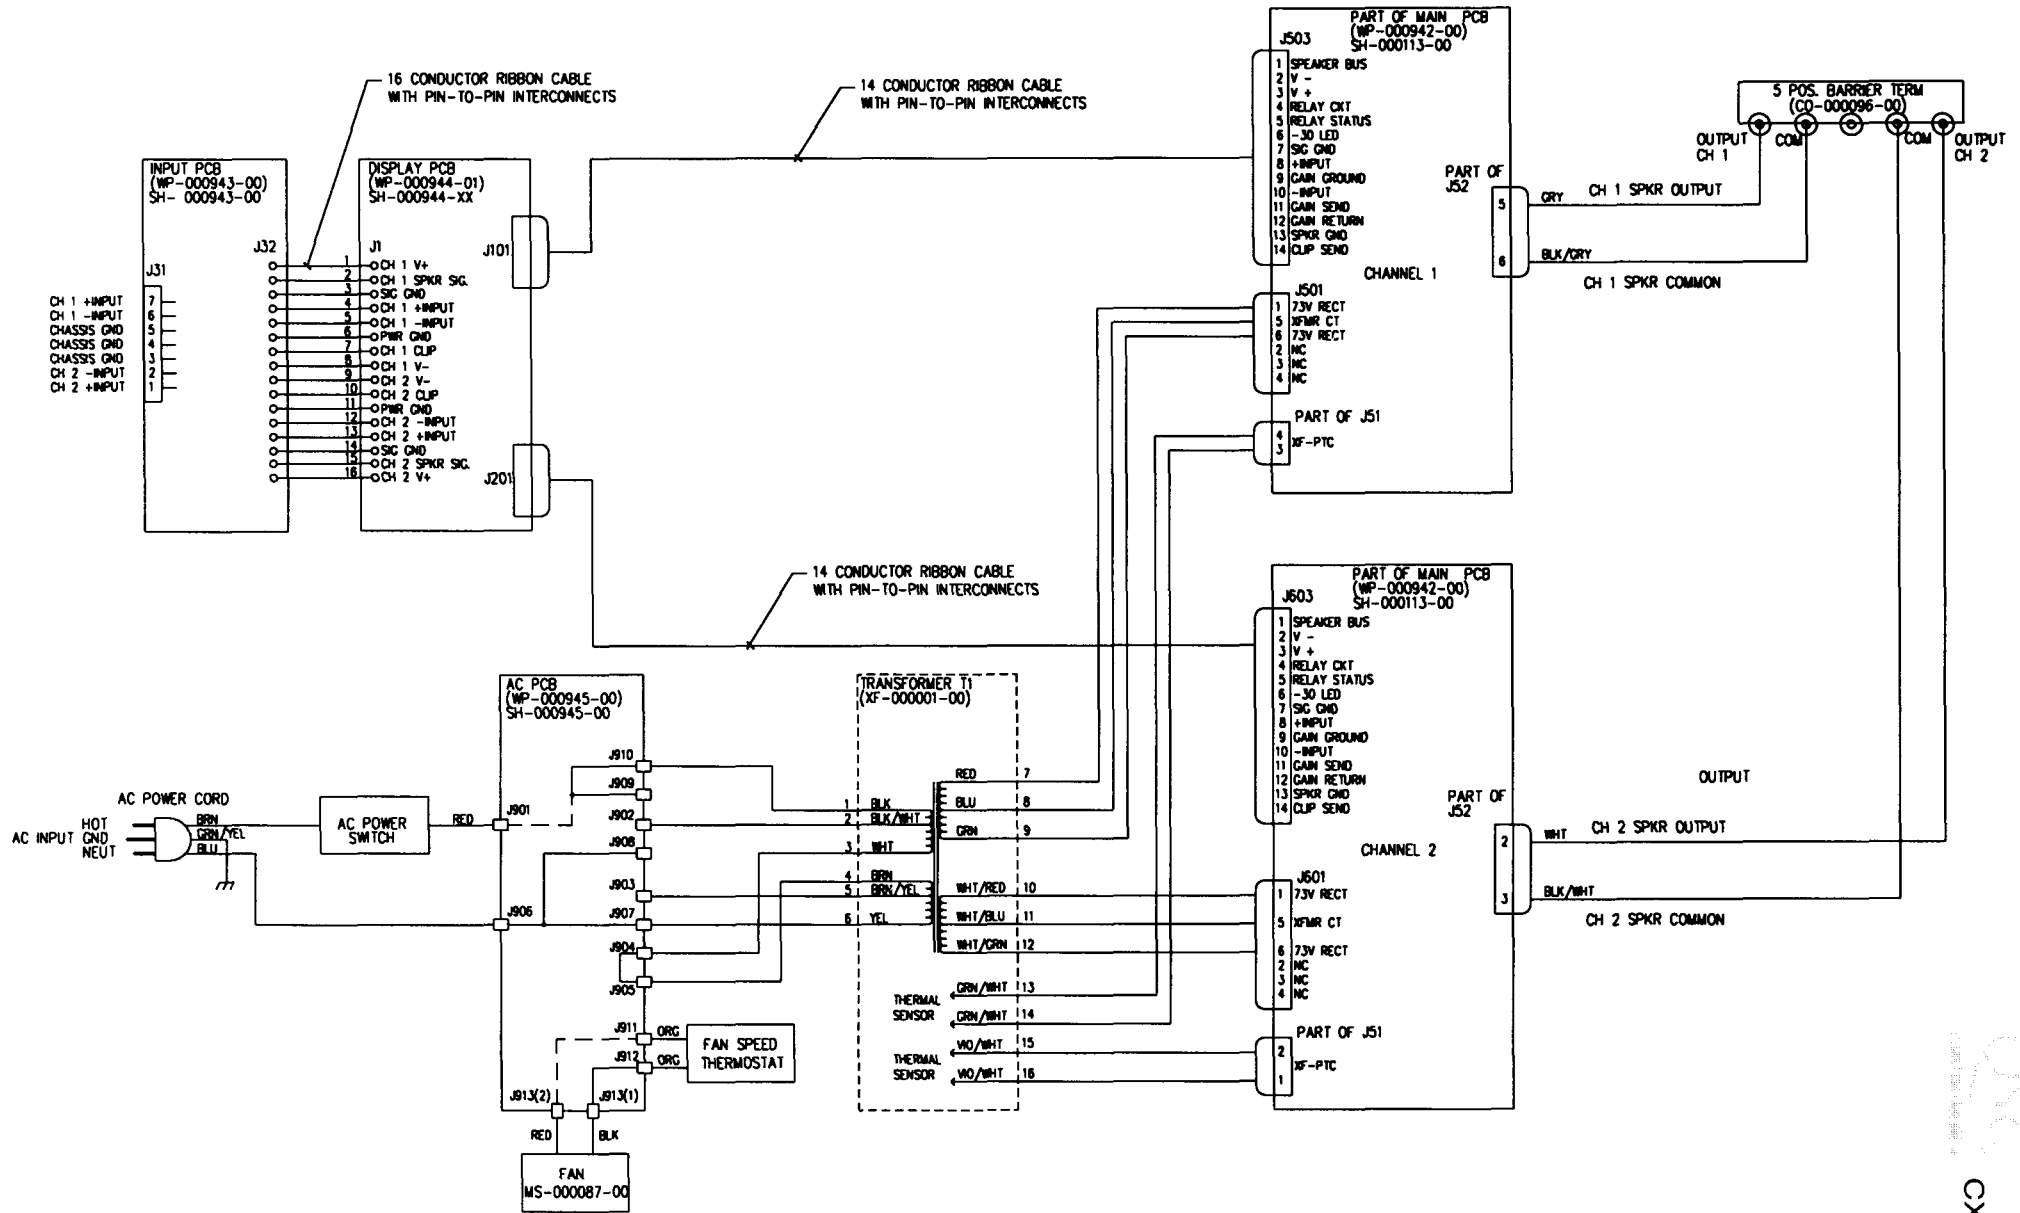 PART OF MAIN PCB
(WP-000942-00)
SH-000113-00
J503
1 SPEAKER BUS
2 V -
3 V +
4 RELAY CKT
5 RELAY STATUS
6 -30 LED
7 SIG GND
8 +INPUT
9 GAIN GROUND
10 -INPUT
11 GAIN SEND
12 GAIN RETURN
13 SPKR GND
14 CLIP SEND
CHANNEL 1
16 CONDUCTOR RIBBON CABLE
WITH PIN-TO-PIN INTERCONNECTS
14 CONDUCTOR RIBBON CABLE
WITH PIN-TO-PIN INTERCONNECTS
5 POS. BARRIER TERM
(CO-000096-00)
OUTPUT
CH 1
COM
COM
OUTPUT
CH 2
PART OF
J52
5
GRY
CH 1 SPKR OUTPUT
6
BLK/GRY
CH 1 SPKR COMMON
INPUT PCB
(WP-000943-00)
SH- 000943-00
DISPLAY PCB
(WP-000944-01)
SH-000944-XX
J101
J32
J1
J31
CH 1 +INPUT 7
CH 1 -INPUT 6
CHASSIS GND 5
CHASSIS GND 4
CHASSIS GND 3
CH 2 -INPUT 2
CH 2 +INPUT 1
1 CH 1 V+
2 CH 1 SPKR SIG.
3 SIG GND
4 CH 1 +INPUT
5 CH 1 -INPUT
6 PWR GND
7 CH 1 CLIP
8 CH 1 V-
9 CH 2 V-
10 CH 2 CLIP
11 PWR GND
12 CH 2 -INPUT
13 CH 2 +INPUT
14 SIG GND
15 CH 2 SPKR SIG.
16 CH 2 V+
J201
J501
1 73V RECT
5 XFMR CT
6 73V RECT
2 NC
3 NC
4 NC
PART OF J51
4
3
XF-PTC
14 CONDUCTOR RIBBON CABLE
WITH PIN-TO-PIN INTERCONNECTS
PART OF MAIN PCB
(WP-000942-00)
SH-000113-00
J603
1 SPEAKER BUS
2 V -
3 V +
4 RELAY CKT
5 RELAY STATUS
6 -30 LED
7 SIG GND
8 +INPUT
9 GAIN GROUND
10 -INPUT
11 GAIN SEND
12 GAIN RETURN
13 SPKR GND
14 CLIP SEND
CHANNEL 2
OUTPUT
PART OF
J52
2
WHT
CH 2 SPKR OUTPUT
3
BLK/WHT
CH 2 SPKR COMMON
J601
1 73V RECT
5 XFMR CT
6 73V RECT
2 NC
3 NC
4 NC
PART OF J51
2
1
XF-PTC
AC PCB
(WP-000945-00)
SH-000945-00
J910
J909
J901
J902
J908
J903
J906
J907
J904
J905
J911
ORG
J912
ORG
J913(2)
J913(1)
RED
BLK
FAN
MS-000087-00
FAN SPEED
THERMOSTAT
AC POWER CORD
HOT
AC INPUT GND
NEUT
BRN
GRN/YEL
BLU
AC POWER
SWITCH
RED
TRANSFORMER T1
(XF-000001-00)
1 BLK
2 BLK/WHT
3 WHT
4 BRN
5 BRN/YEL
6 YEL
RED 7
BLU 8
GRN 9
WHT/RED 10
WHT/BLU 11
WHT/GRN 12
THERMAL
SENSOR
GRN/WHT 13
GRN/WHT 14
THERMAL
SENSOR
VIO/WHT 15
VIO/WHT 16